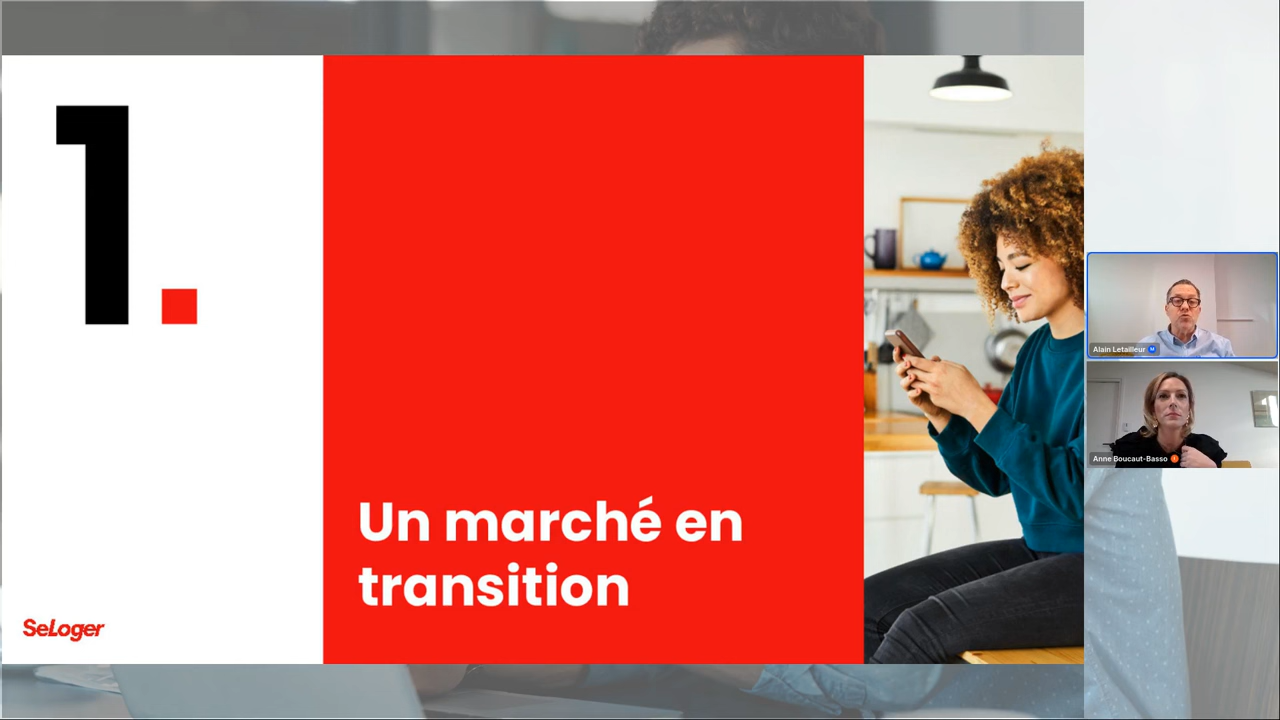 1.
Un marché en
transition
SeLoger
Alain Letailleur
Anne Boucaut-Basso